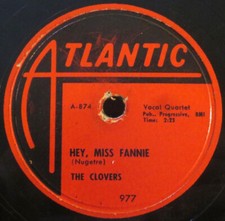 ATLANTIC
A-874
Vocal Quartet
Pub., Progressive, BMI
Time: 2:25
HEY, MISS FANNIE
(Nugetre)
THE CLOVERS
977